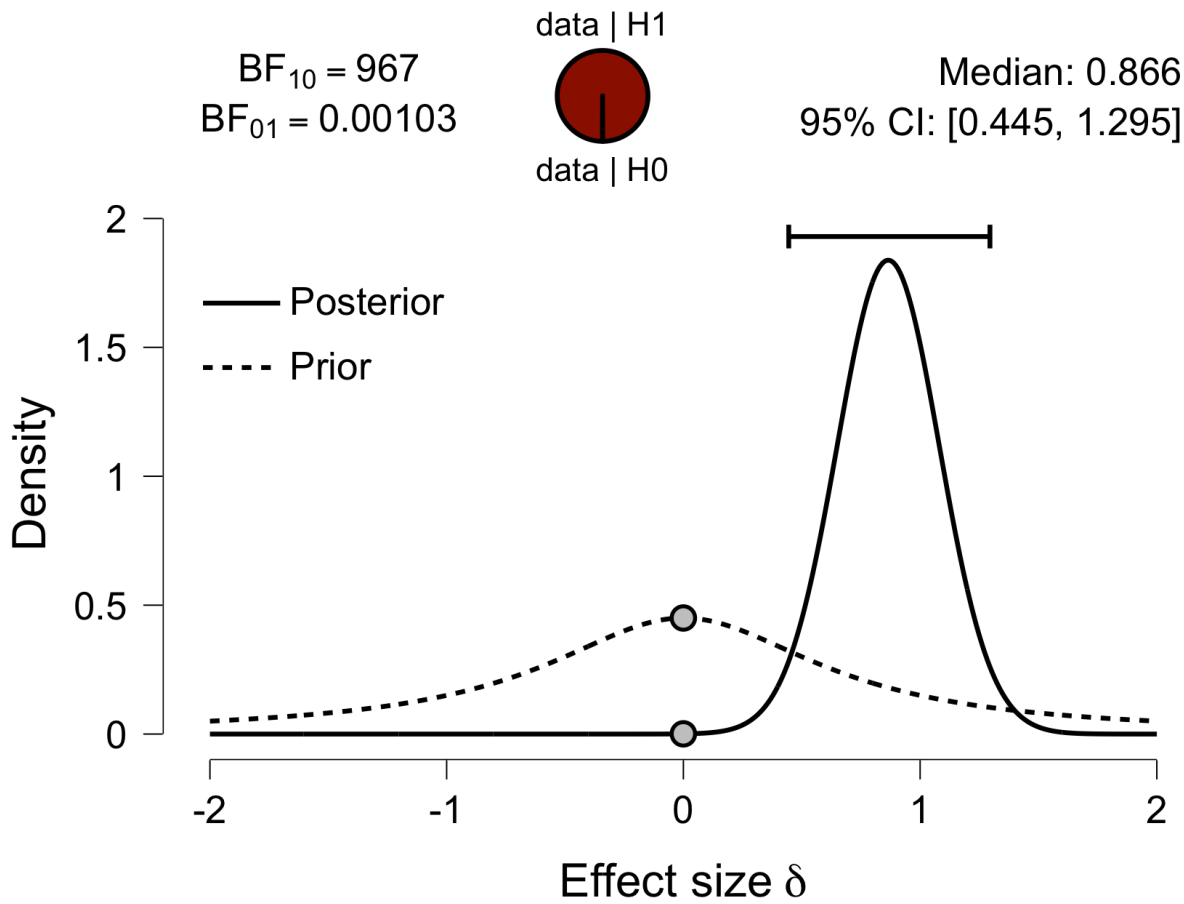 data | H1
BF₁₀ = 967
BF₀₁ = 0.00103
Median: 0.866
95% CI: [0.445, 1.295]
data | H0
2
1.5
1
0.5
0
Density
Posterior
Prior
-2
-1
0
1
2
Effect size δ